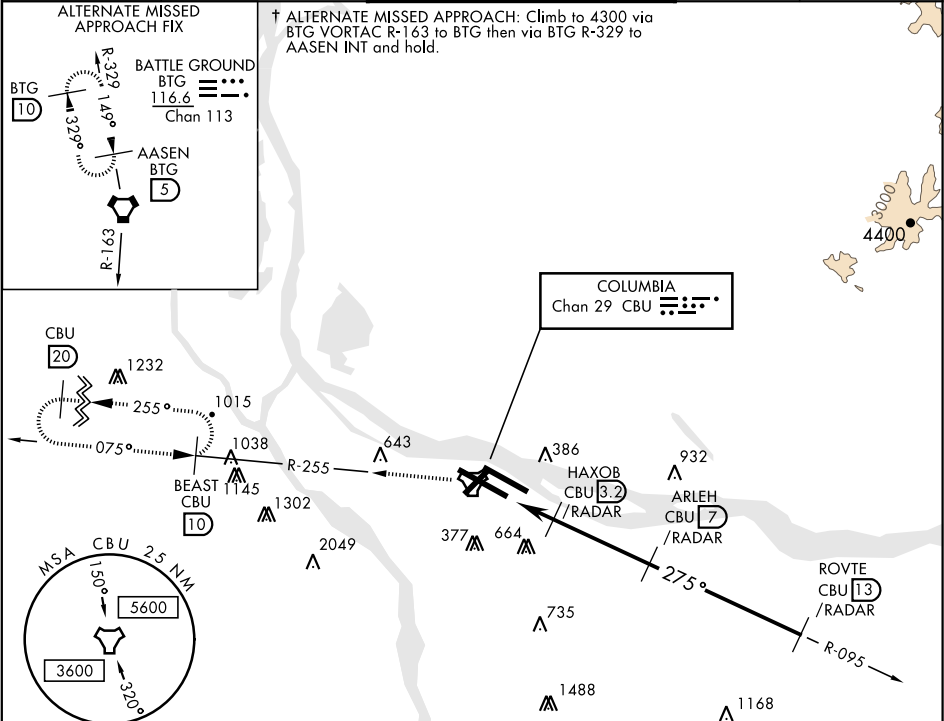 ALTERNATE MISSED
APPROACH FIX
R-329
BATTLE GROUND
BTG
116.6
Chan 113
BTG
10
149°
329°
AASEN
BTG
5
R-163
† ALTERNATE MISSED APPROACH: Climb to 4300 via
BTG VORTAC R-163 to BTG then via BTG R-329 to
AASEN INT and hold.
3000
4400
COLUMBIA
Chan 29 CBU
CBU
20
1232
255°
1015
075°
1038
R-255
643
386
932
BEAST
CBU
10
1145
1302
HAXOB
CBU 3.2
/RADAR
ARLEH
CBU 7
/RADAR
377
664
2049
275°
ROVTE
CBU 13
/RADAR
R-095
MSA CBU 25 NM
150°
5600
3600
320°
735
1488
1168